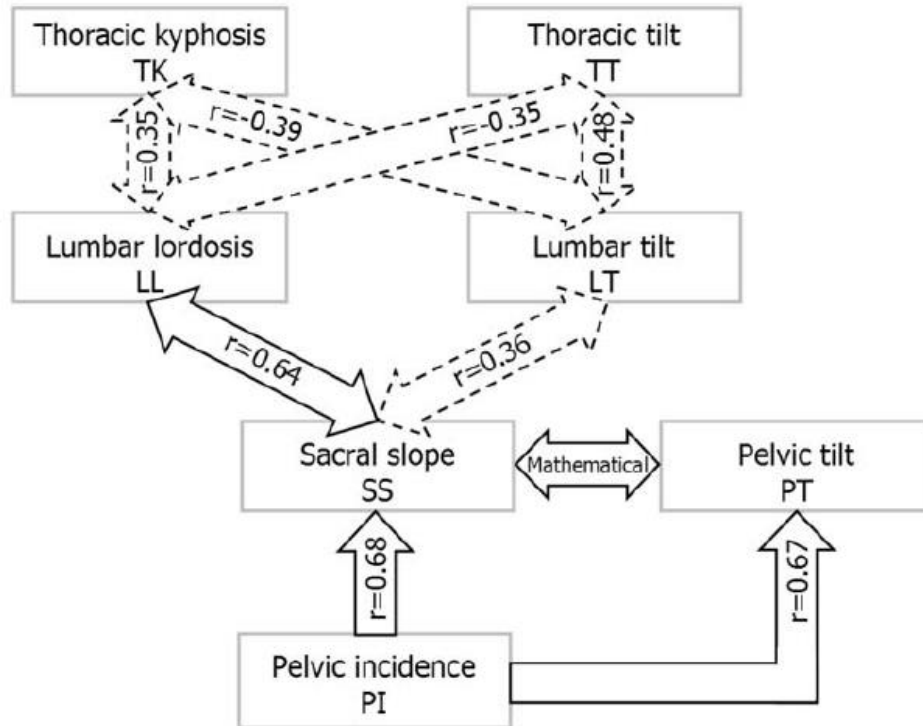 Thoracic kyphosis
TK
Thoracic tilt
TT
r=-0.39
r=-0.35
r=0.35
r=0.48
Lumbar lordosis
LL
Lumbar tilt
LT
r=0.64
r=0.36
Sacral slope
SS
Mathematical
Pelvic tilt
PT
r=0.68
r=0.67
Pelvic incidence
PI